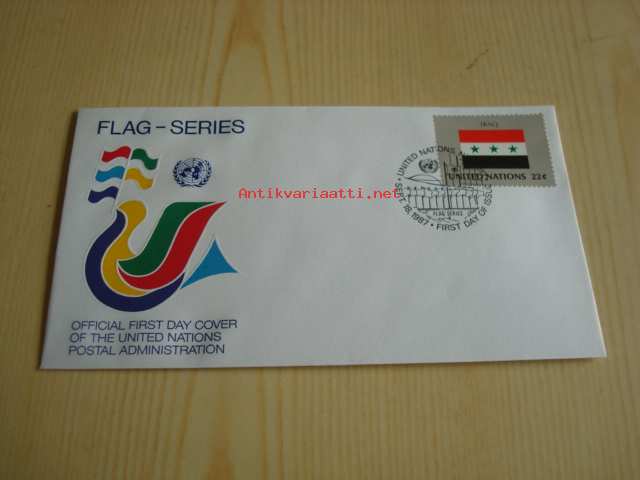 FLAG – SERIES
IRAQ
UNITED NATIONS 22¢
UNITED NATIONS
SEPT. 18, 1987 • FIRST DAY OF ISSUE
FLAG SERIES
Antikvariaatti.net
OFFICIAL FIRST DAY COVER
OF THE UNITED NATIONS
POSTAL ADMINISTRATION